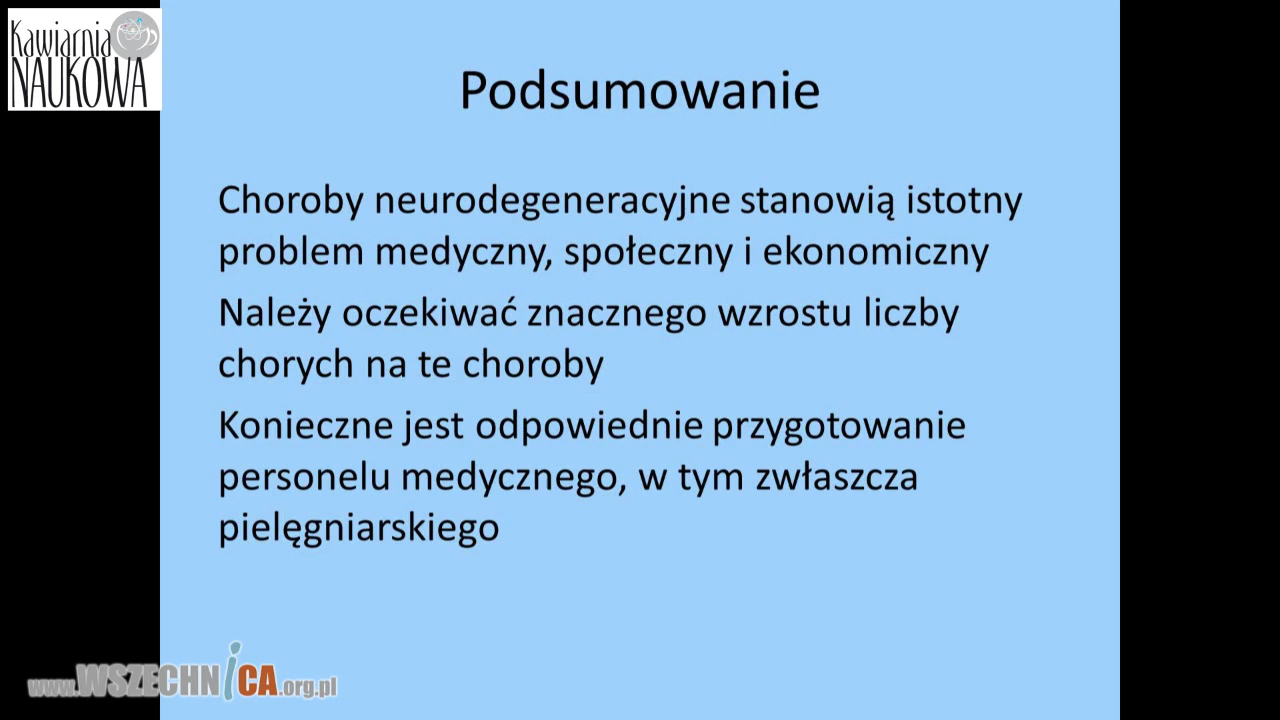 Kawiarnia
NAUKOWA
Podsumowanie
Choroby neurodegeneracyjne stanowią istotny
problem medyczny, społeczny i ekonomiczny
Należy oczekiwać znacznego wzrostu liczby
chorych na te choroby
Konieczne jest odpowiednie przygotowanie
personelu medycznego, w tym zwłaszcza
pielęgniarskiego
www.WSZECHNiCA.org.pl